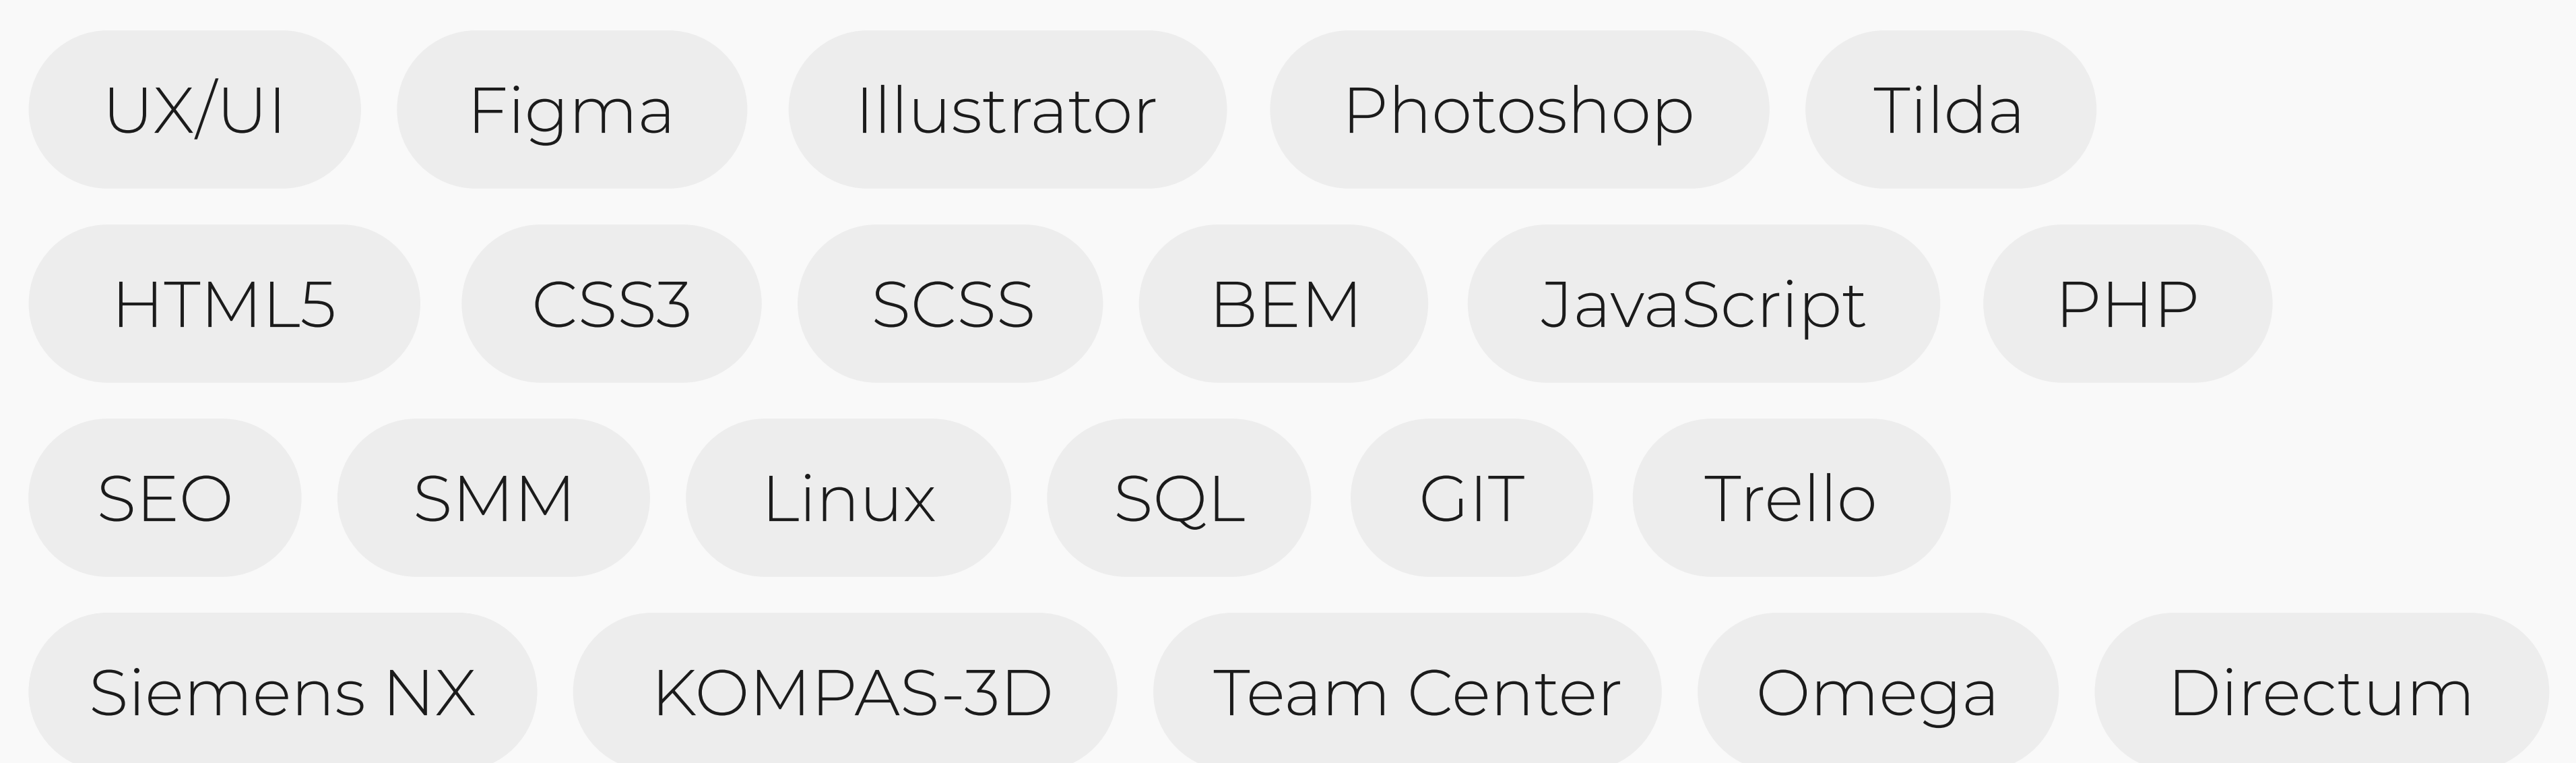 UX/UI Figma Illustrator Photoshop Tilda
HTML5 CSS3 SCSS BEM JavaScript PHP
SEO SMM Linux SQL GIT Trello
Siemens NX KOMPAS-3D Team Center Omega Directum